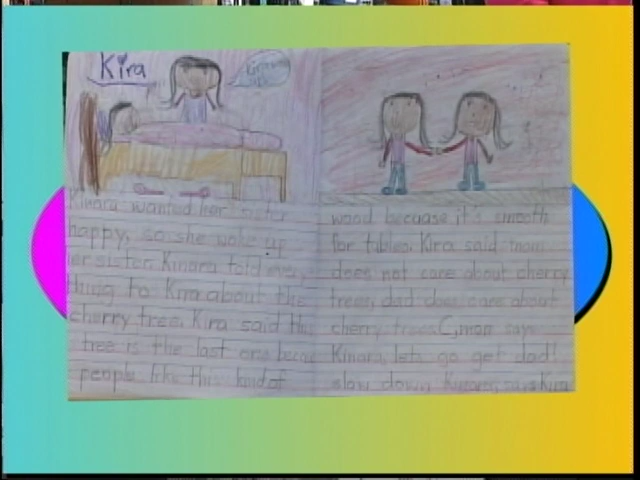 Kira
Kinara wanted her sister
happy, so she woke up
her sister. Kinara told every
thing to Kira about the
cherry tree. Kira said this
tree is the last one becau
people like this kind of
wood because it's smooth
for tables. Kira said mom
does not care about cherry
trees, dad does care about
cherry trees. C,mon says
Kinara, lets go get dad!
slow down Kinara, says Kira